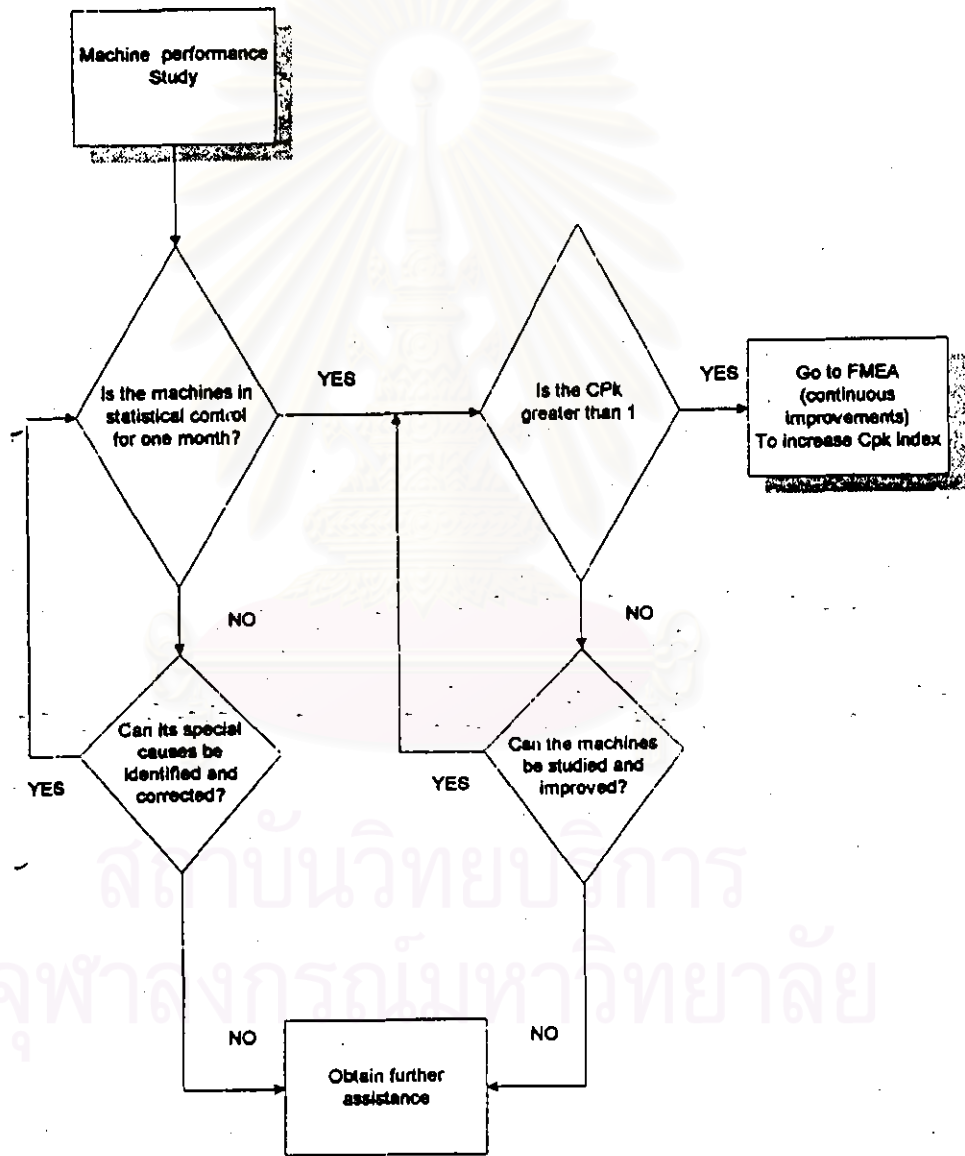 Machine performance
Study
Is the machines in
statistical control
for one month?
YES
Is the CPk
greater than 1
YES
Go to FMEA
(continuous
improvements)
To increase Cpk Index
NO
NO
Can its special
causes be
identified and
corrected?
YES
Can the machines
be studied and
improved?
YES
สถาบันวิทยบริการ
จุฬาลงกรณ์มหาวิทยาลัย
NO
NO
Obtain further
assistance